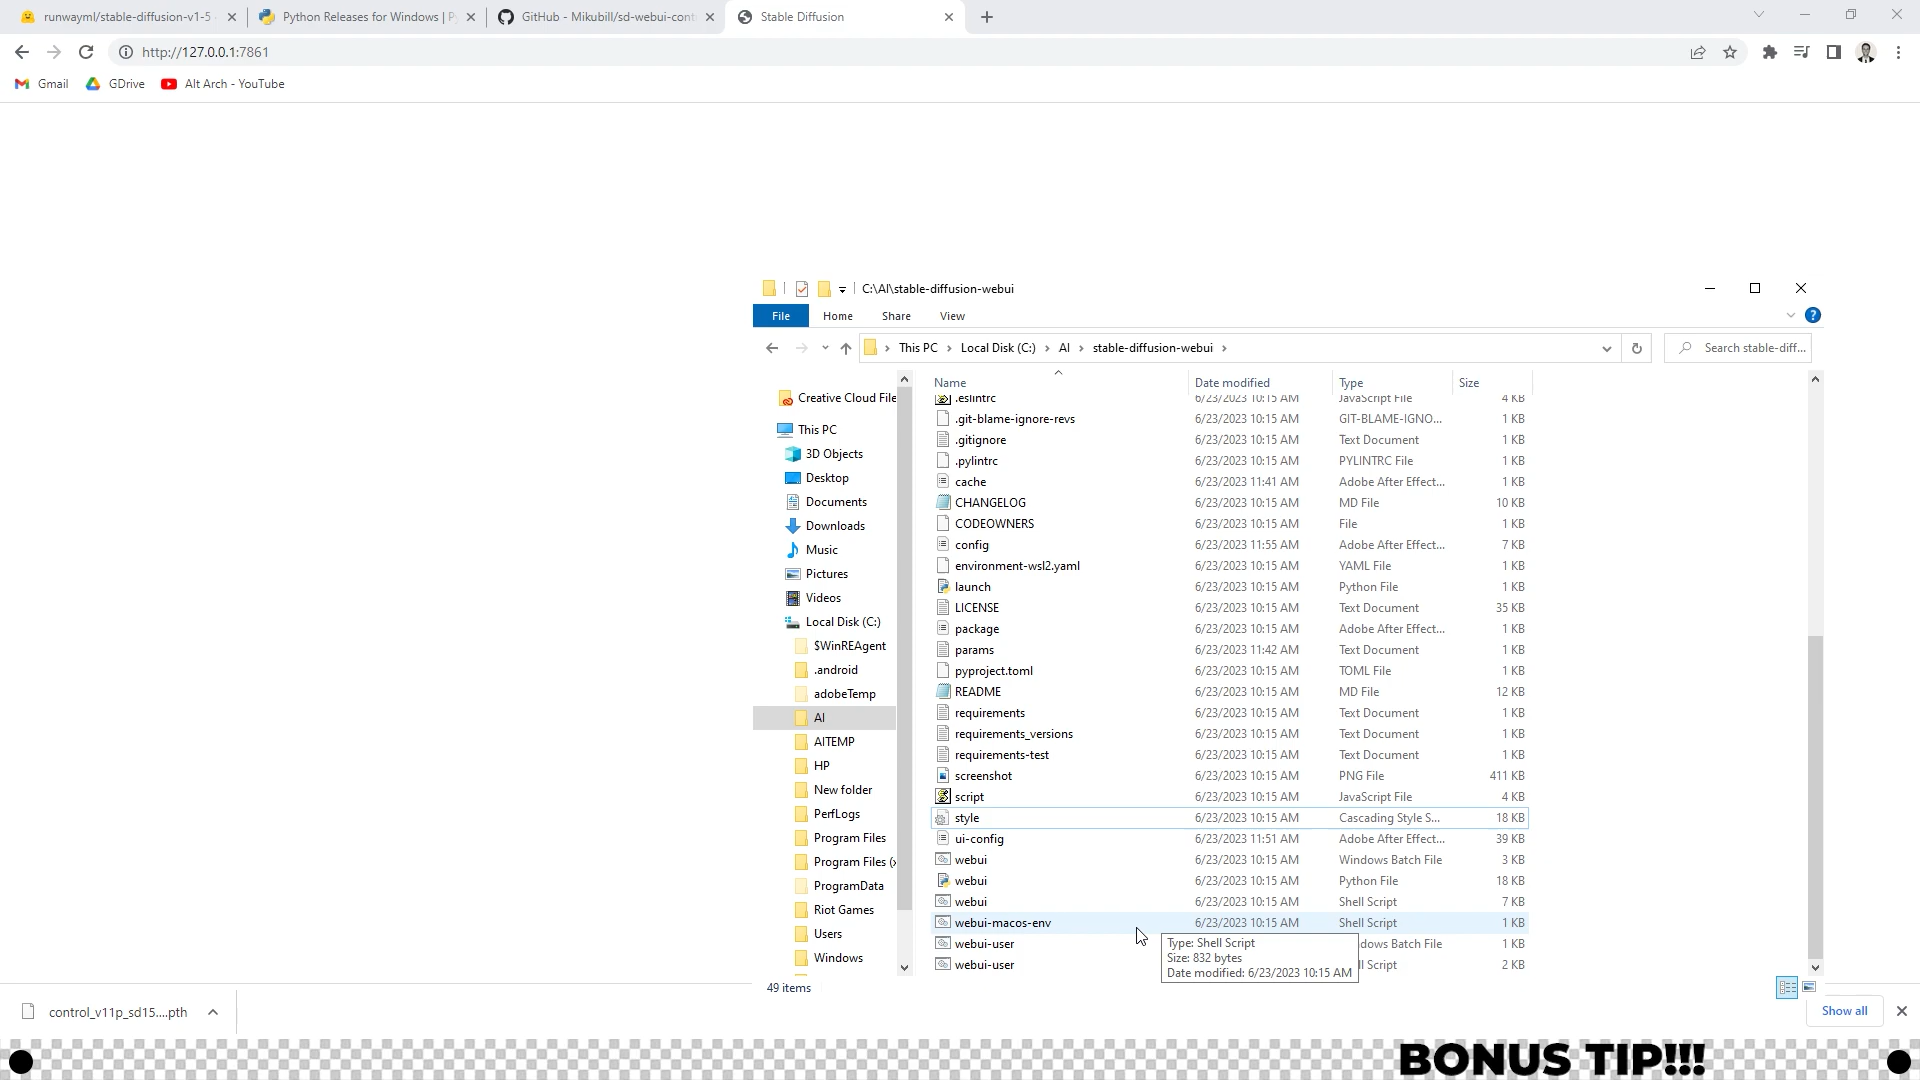 runwayml/stable-diffusion-v1-5
Python Releases for Windows | P
GitHub - Mikubill/sd-webui-cont
Stable Diffusion
http://127.0.0.1:7861
Gmail
GDrive
Alt Arch - YouTube
C:\AI\stable-diffusion-webui
File
Home
Share
View
This PC
Local Disk (C:)
AI
stable-diffusion-webui
Search stable-diff...
Creative Cloud File
This PC
3D Objects
Desktop
Documents
Downloads
Music
Pictures
Videos
Local Disk (C:)
$WinREAgent
.android
adobeTemp
AI
AITEMP
HP
New folder
PerfLogs
Program Files
Program Files (x
ProgramData
Riot Games
Users
Windows
Name Date modified Type Size
.eslintrc 6/23/2023 10:15 AM JavaScript File 4 KB
.git-blame-ignore-revs 6/23/2023 10:15 AM GIT-BLAME-IGNO... 1 KB
.gitignore 6/23/2023 10:15 AM Text Document 1 KB
.pylintrc 6/23/2023 10:15 AM PYLINTRC File 1 KB
cache 6/23/2023 11:41 AM Adobe After Effect... 1 KB
CHANGELOG 6/23/2023 10:15 AM MD File 10 KB
CODEOWNERS 6/23/2023 10:15 AM File 1 KB
config 6/23/2023 11:55 AM Adobe After Effect... 7 KB
environment-wsl2.yaml 6/23/2023 10:15 AM YAML File 1 KB
launch 6/23/2023 10:15 AM Python File 1 KB
LICENSE 6/23/2023 10:15 AM Text Document 35 KB
package 6/23/2023 10:15 AM Adobe After Effect... 1 KB
params 6/23/2023 11:42 AM Text Document 1 KB
pyproject.toml 6/23/2023 10:15 AM TOML File 1 KB
README 6/23/2023 10:15 AM MD File 12 KB
requirements 6/23/2023 10:15 AM Text Document 1 KB
requirements_versions 6/23/2023 10:15 AM Text Document 1 KB
requirements-test 6/23/2023 10:15 AM Text Document 1 KB
screenshot 6/23/2023 10:15 AM PNG File 411 KB
script 6/23/2023 10:15 AM JavaScript File 4 KB
style 6/23/2023 10:15 AM Cascading Style S... 18 KB
ui-config 6/23/2023 11:51 AM Adobe After Effect... 39 KB
webui 6/23/2023 10:15 AM Windows Batch File 3 KB
webui 6/23/2023 10:15 AM Python File 18 KB
webui 6/23/2023 10:15 AM Shell Script 7 KB
webui-macos-env 6/23/2023 10:15 AM Shell Script 1 KB
webui-user dows Batch File 1 KB
webui-user ll Script 2 KB
Type: Shell Script
Size: 832 bytes
Date modified: 6/23/2023 10:15 AM
49 items
control_v11p_sd15....pth
Show all
BONUS TIP!!!